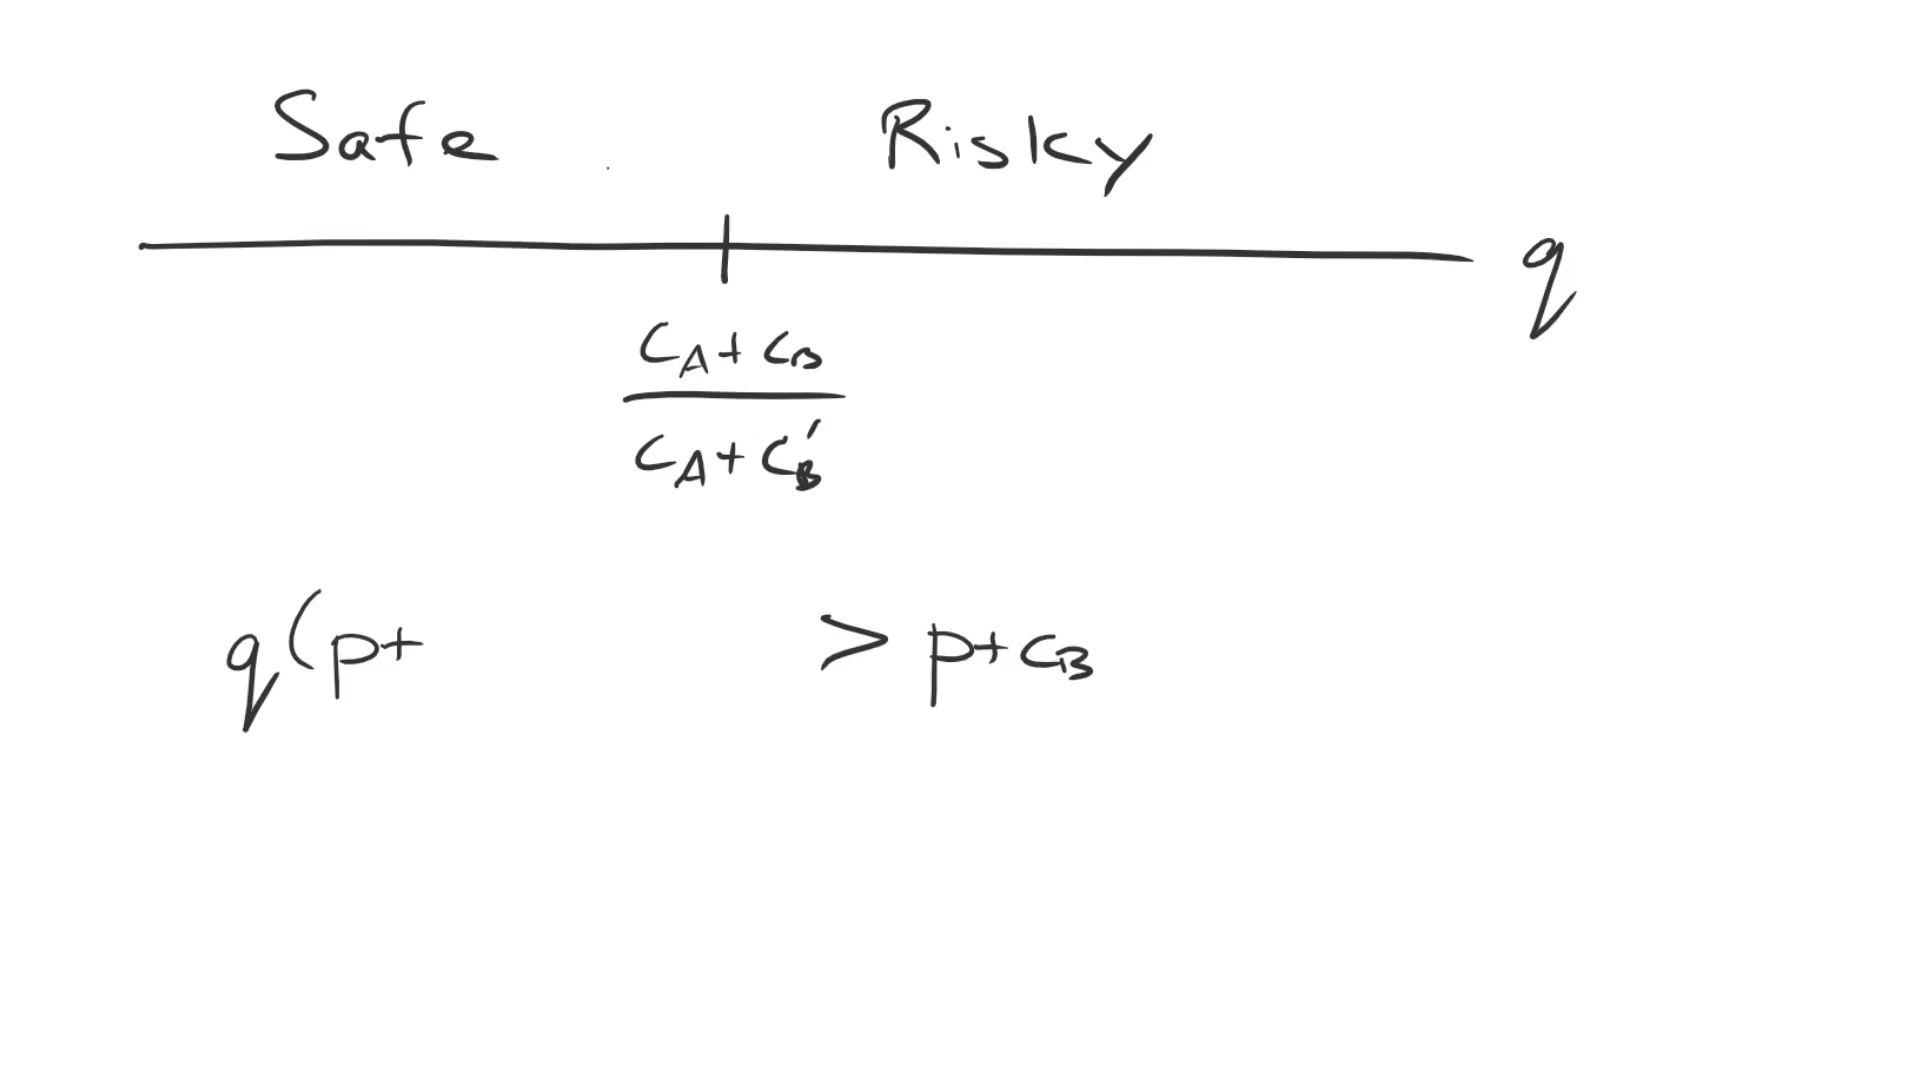 Safe Risky
q
C_A + C_B
C_A + C_B'
q(p+ > p+C_B